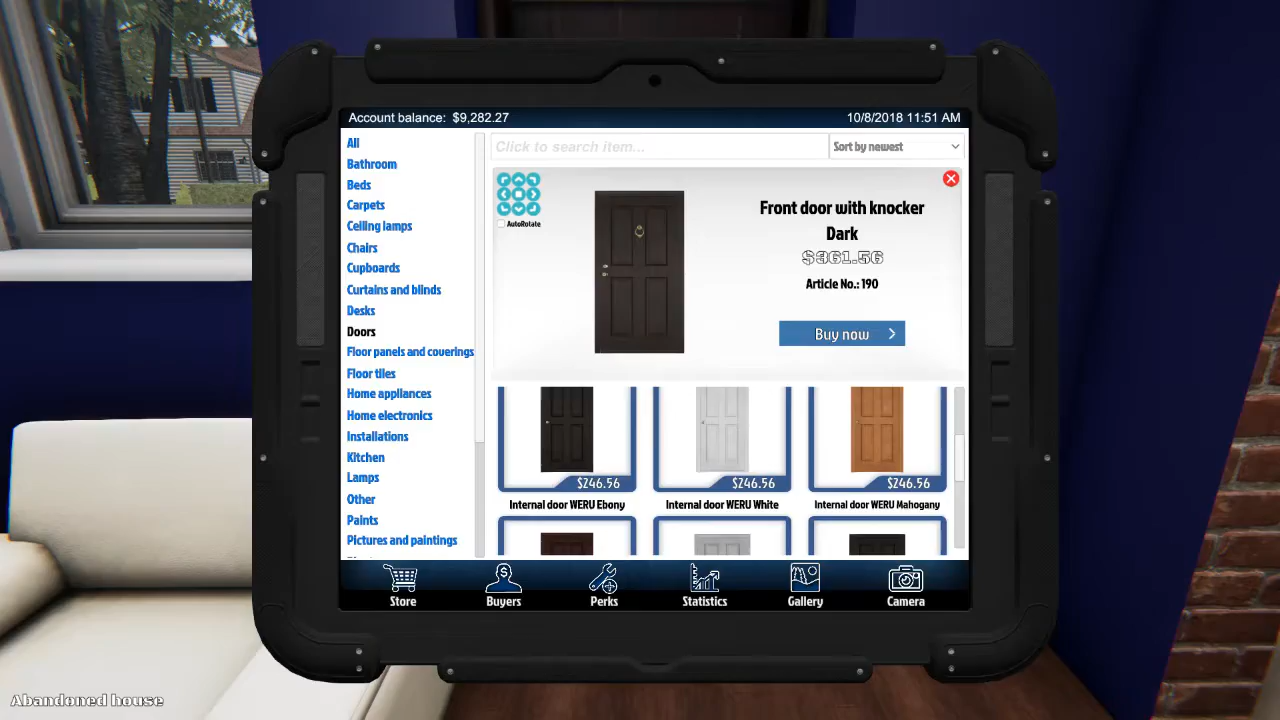 Account balance: $9,282.27
10/8/2018 11:51 AM
All
Bathroom
Beds
Carpets
Ceiling lamps
Chairs
Cupboards
Curtains and blinds
Desks
Doors
Floor panels and coverings
Floor tiles
Home appliances
Home electronics
Installations
Kitchen
Lamps
Other
Paints
Pictures and paintings
Click to search item...
Sort by newest
AutoRotate
Front door with knocker
Dark
$361.56
Article No.: 190
Buy now
$246.56
$246.56
$246.56
Internal door WERU Ebony
Internal door WERU White
Internal door WERU Mahogany
Store
Buyers
Perks
Statistics
Gallery
Camera
Abandoned house